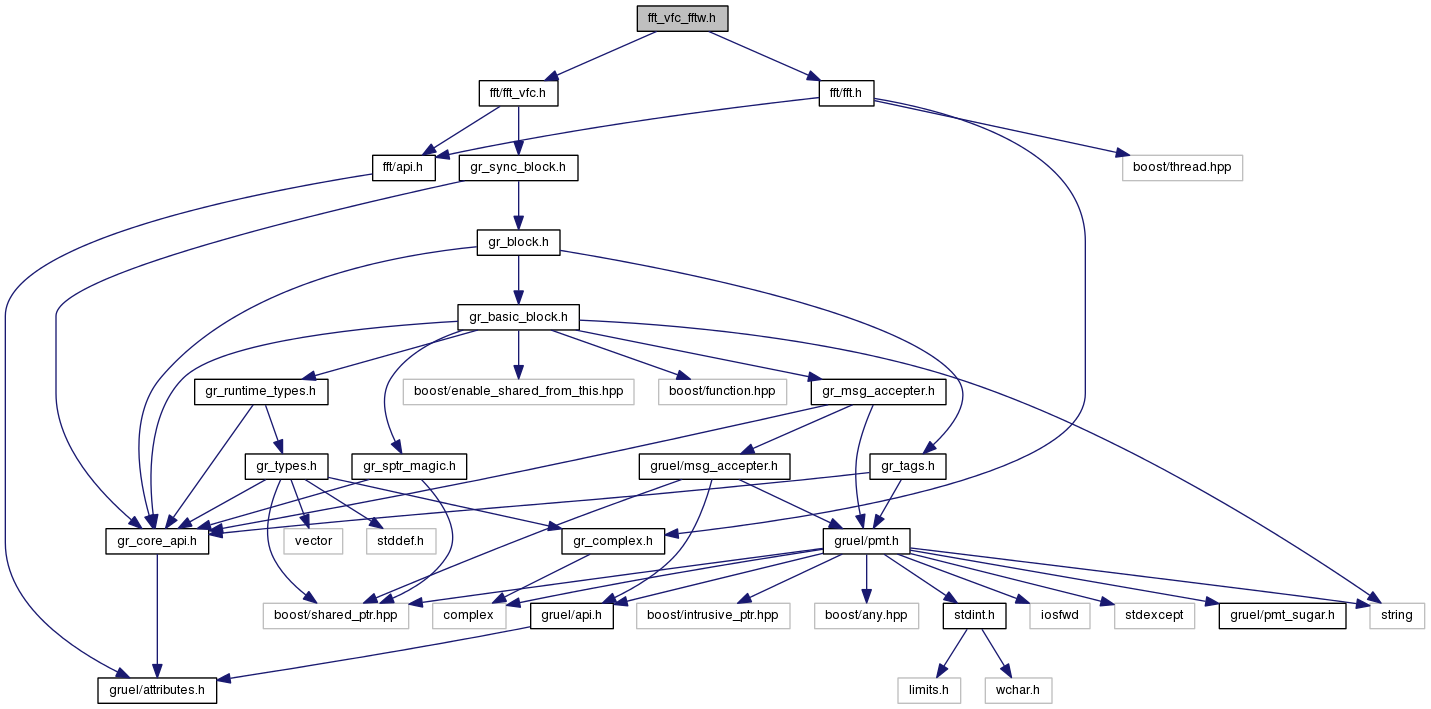 fft_vfc_fftw.h
fft/fft_vfc.h
fft/fft.h
fft/api.h
gr_sync_block.h
boost/thread.hpp
gr_block.h
gr_basic_block.h
gr_runtime_types.h
boost/enable_shared_from_this.hpp
boost/function.hpp
gr_msg_accepter.h
gr_types.h
gr_sptr_magic.h
gruel/msg_accepter.h
gr_tags.h
gr_core_api.h
vector
stddef.h
gr_complex.h
gruel/pmt.h
boost/shared_ptr.hpp
complex
gruel/api.h
boost/intrusive_ptr.hpp
boost/any.hpp
stdint.h
iosfwd
stdexcept
gruel/pmt_sugar.h
string
gruel/attributes.h
limits.h
wchar.h